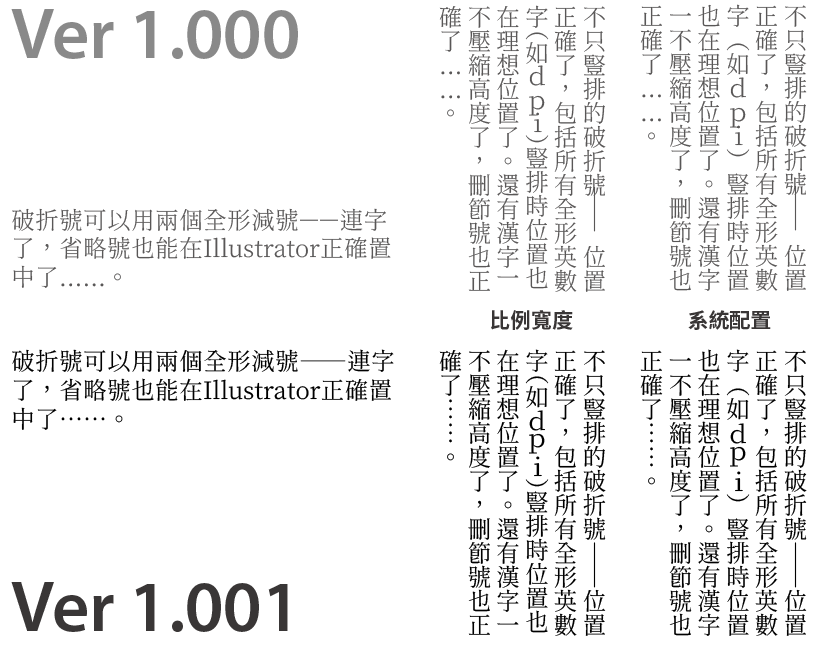 Ver 1.000
破折號可以用兩個全形減號——連字
了，省略號也能在Illustrator正確置
中了……。
不只豎排的破折號——位置
正確了，包括所有全形英數
字（如ｄｐｉ）豎排時位置也
在理想位置了。還有漢字一
不壓縮高度了，刪節號也正
確了……。
不只豎排的破折號——位置
正確了，包括所有全形英數
字（如ｄｐｉ）豎排時位置
也在理想位置了。還有漢字
一不壓縮高度了，刪節號也
正確了……。
比例寬度
系統配置
破折號可以用兩個全形減號——連字
了，省略號也能在Illustrator正確置
中了……。
不只豎排的破折號——位置
正確了，包括所有全形英數
字（如ｄｐｉ）豎排時位置也
在理想位置了。還有漢字一
不壓縮高度了，刪節號也正
確了……。
不只豎排的破折號——位置
正確了，包括所有全形英數
字（如ｄｐｉ）豎排時位置
也在理想位置了。還有漢字
一不壓縮高度了，刪節號也
正確了……。
Ver 1.001